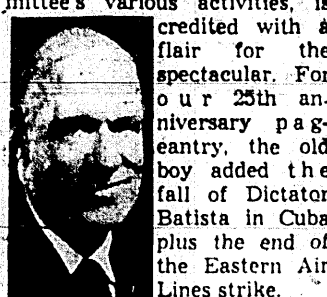 mittee's various activities, is
credited with a
flair for the
spectacular. For
our 25th an-
niversary pag-
eantry, the old
boy added the
fall of Dictator
Batista in Cuba
plus the end of
the Eastern Air
Lines strike.